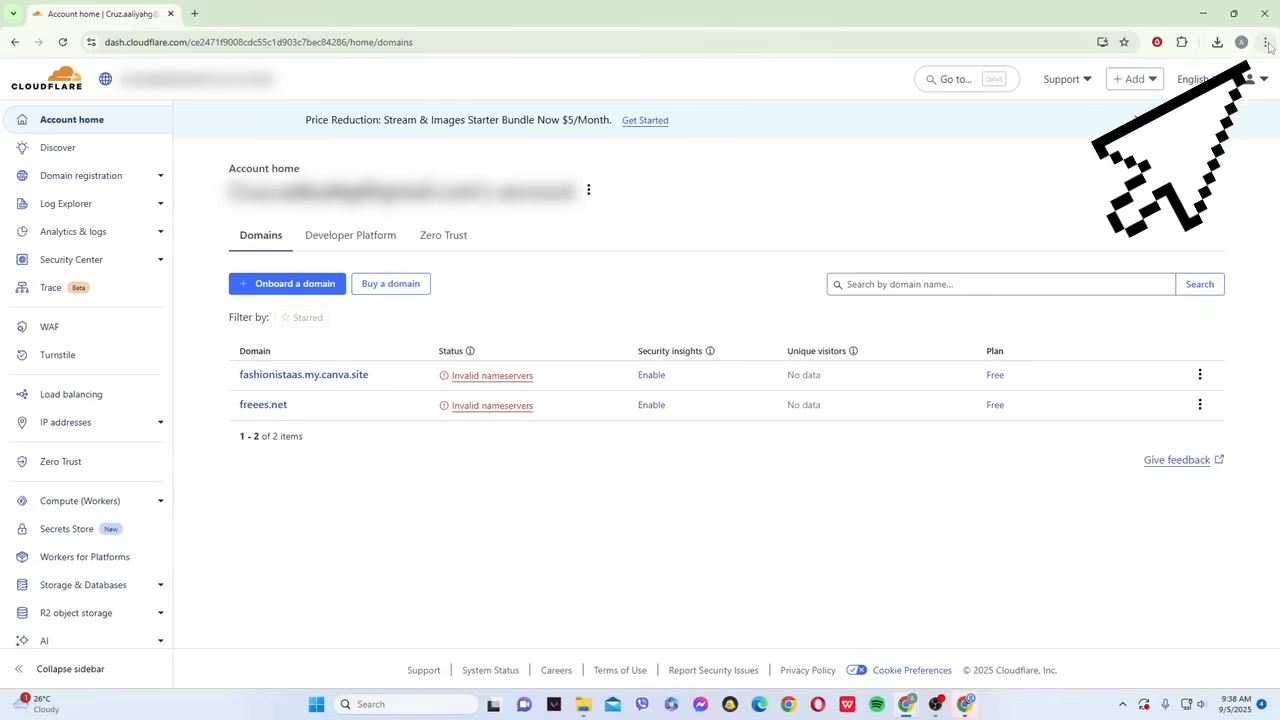 Account home | Cruz.aaliyahg@
dash.cloudflare.com/ce2471f9008cdc55c1d903c7bec84286/home/domains
A
CLOUDFLARE
Go to... Ctrl+K
Support
+ Add
English
Account home
Discover
Domain registration
Log Explorer
Analytics & logs
Security Center
Trace Beta
WAF
Turnstile
Load balancing
IP addresses
Zero Trust
Compute (Workers)
Secrets Store New
Workers for Platforms
Storage & Databases
R2 object storage
AI
Collapse sidebar
Price Reduction: Stream & Images Starter Bundle Now $5/Month. Get Started
Account home
Domains Developer Platform Zero Trust
+ Onboard a domain Buy a domain
Search by domain name... Search
Filter by: Starred
Domain Status Security insights Unique visitors Plan
fashionistaas.my.canva.site Invalid nameservers Enable No data Free
freees.net Invalid nameservers Enable No data Free
1 - 2 of 2 items
Give feedback
Support System Status Careers Terms of Use Report Security Issues Privacy Policy Cookie Preferences © 2025 Cloudflare, Inc.
1
26°C
Cloudy
Search
9:38 AM
9/5/2025